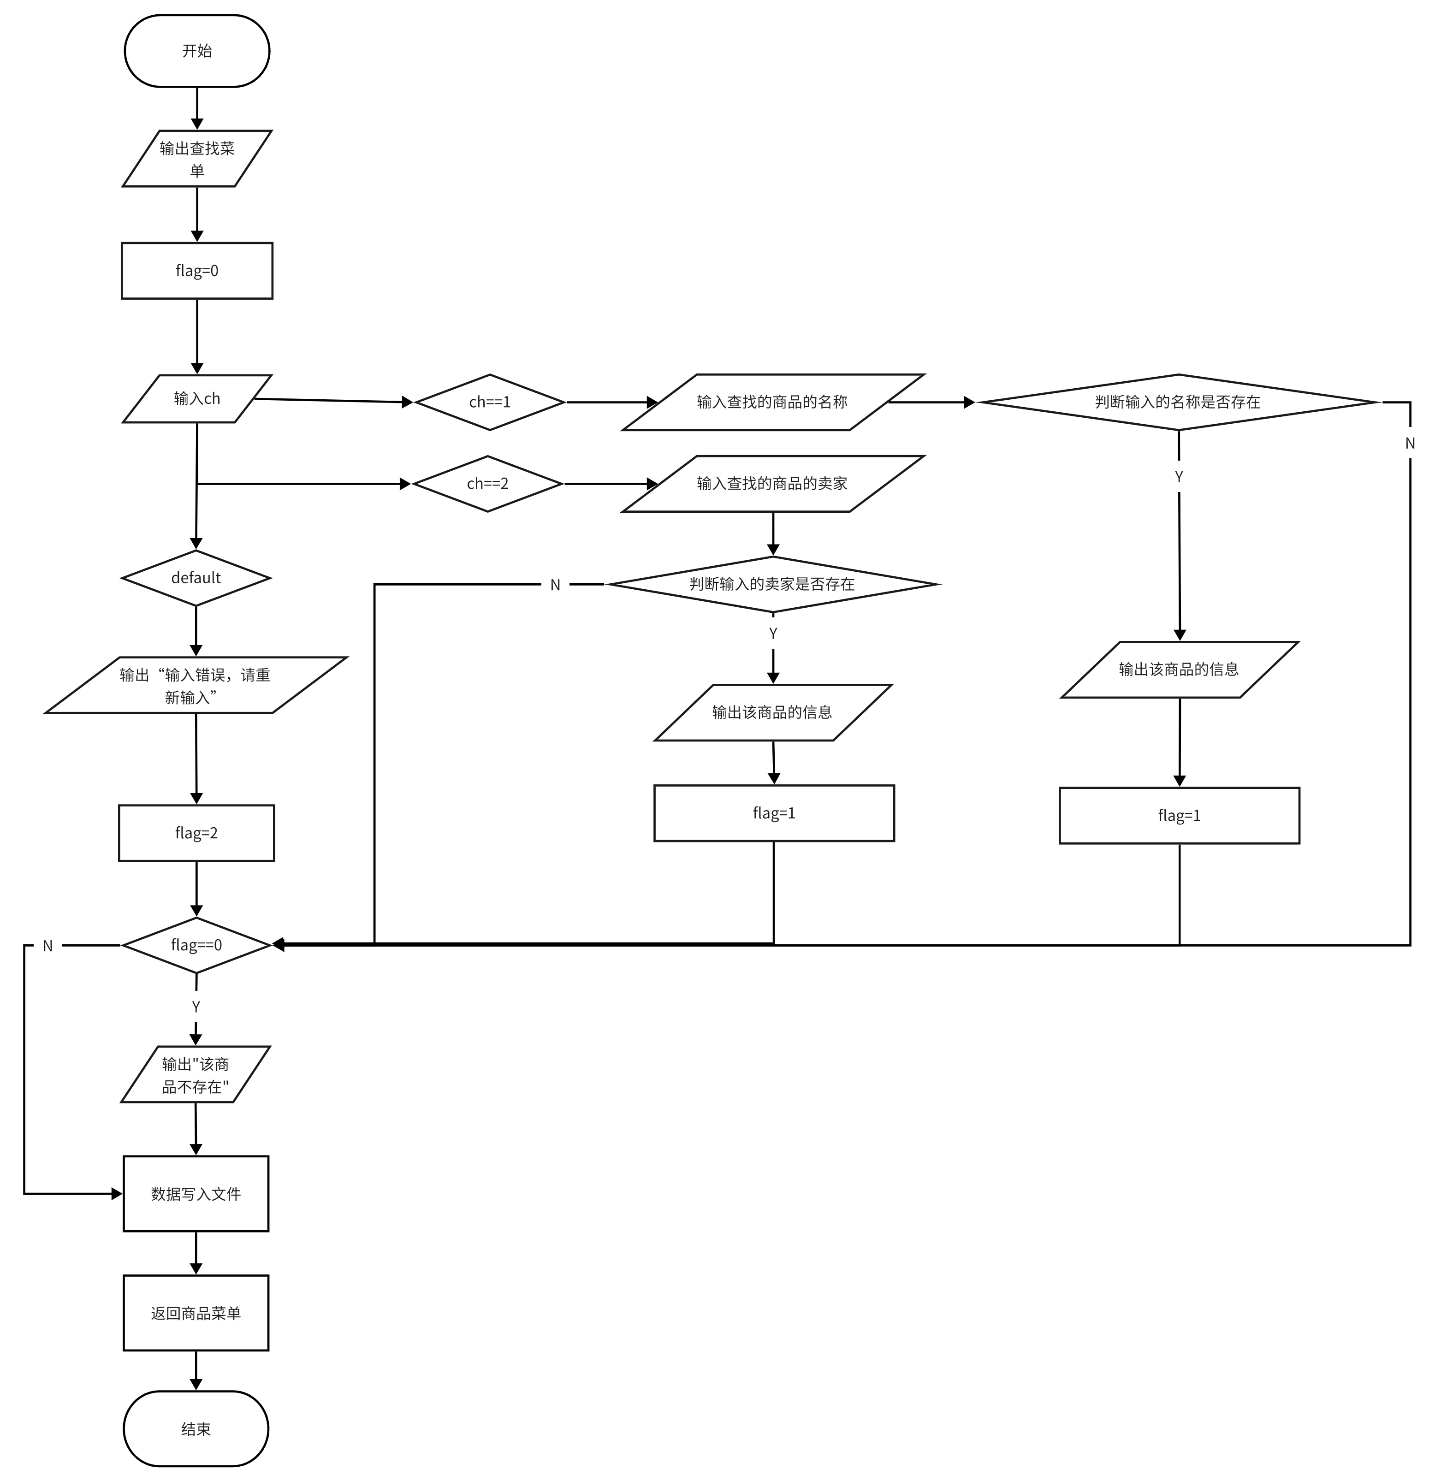 开始
输出查找菜
单
flag=0
输入ch
ch==1
输入查找的商品的名称
判断输入的名称是否存在
N
Y
ch==2
输入查找的商品的卖家
default
判断输入的卖家是否存在
N
Y
输出“输入错误，请重
新输入”
输出该商品的信息
输出该商品的信息
flag=2
flag=1
flag=1
flag==0
N
Y
输出"该商
品不存在"
数据写入文件
返回商品菜单
结束